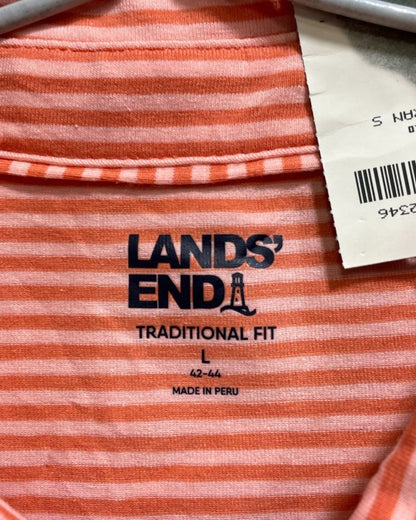 LANDS'
END
TRADITIONAL FIT
L
42-44
MADE IN PERU